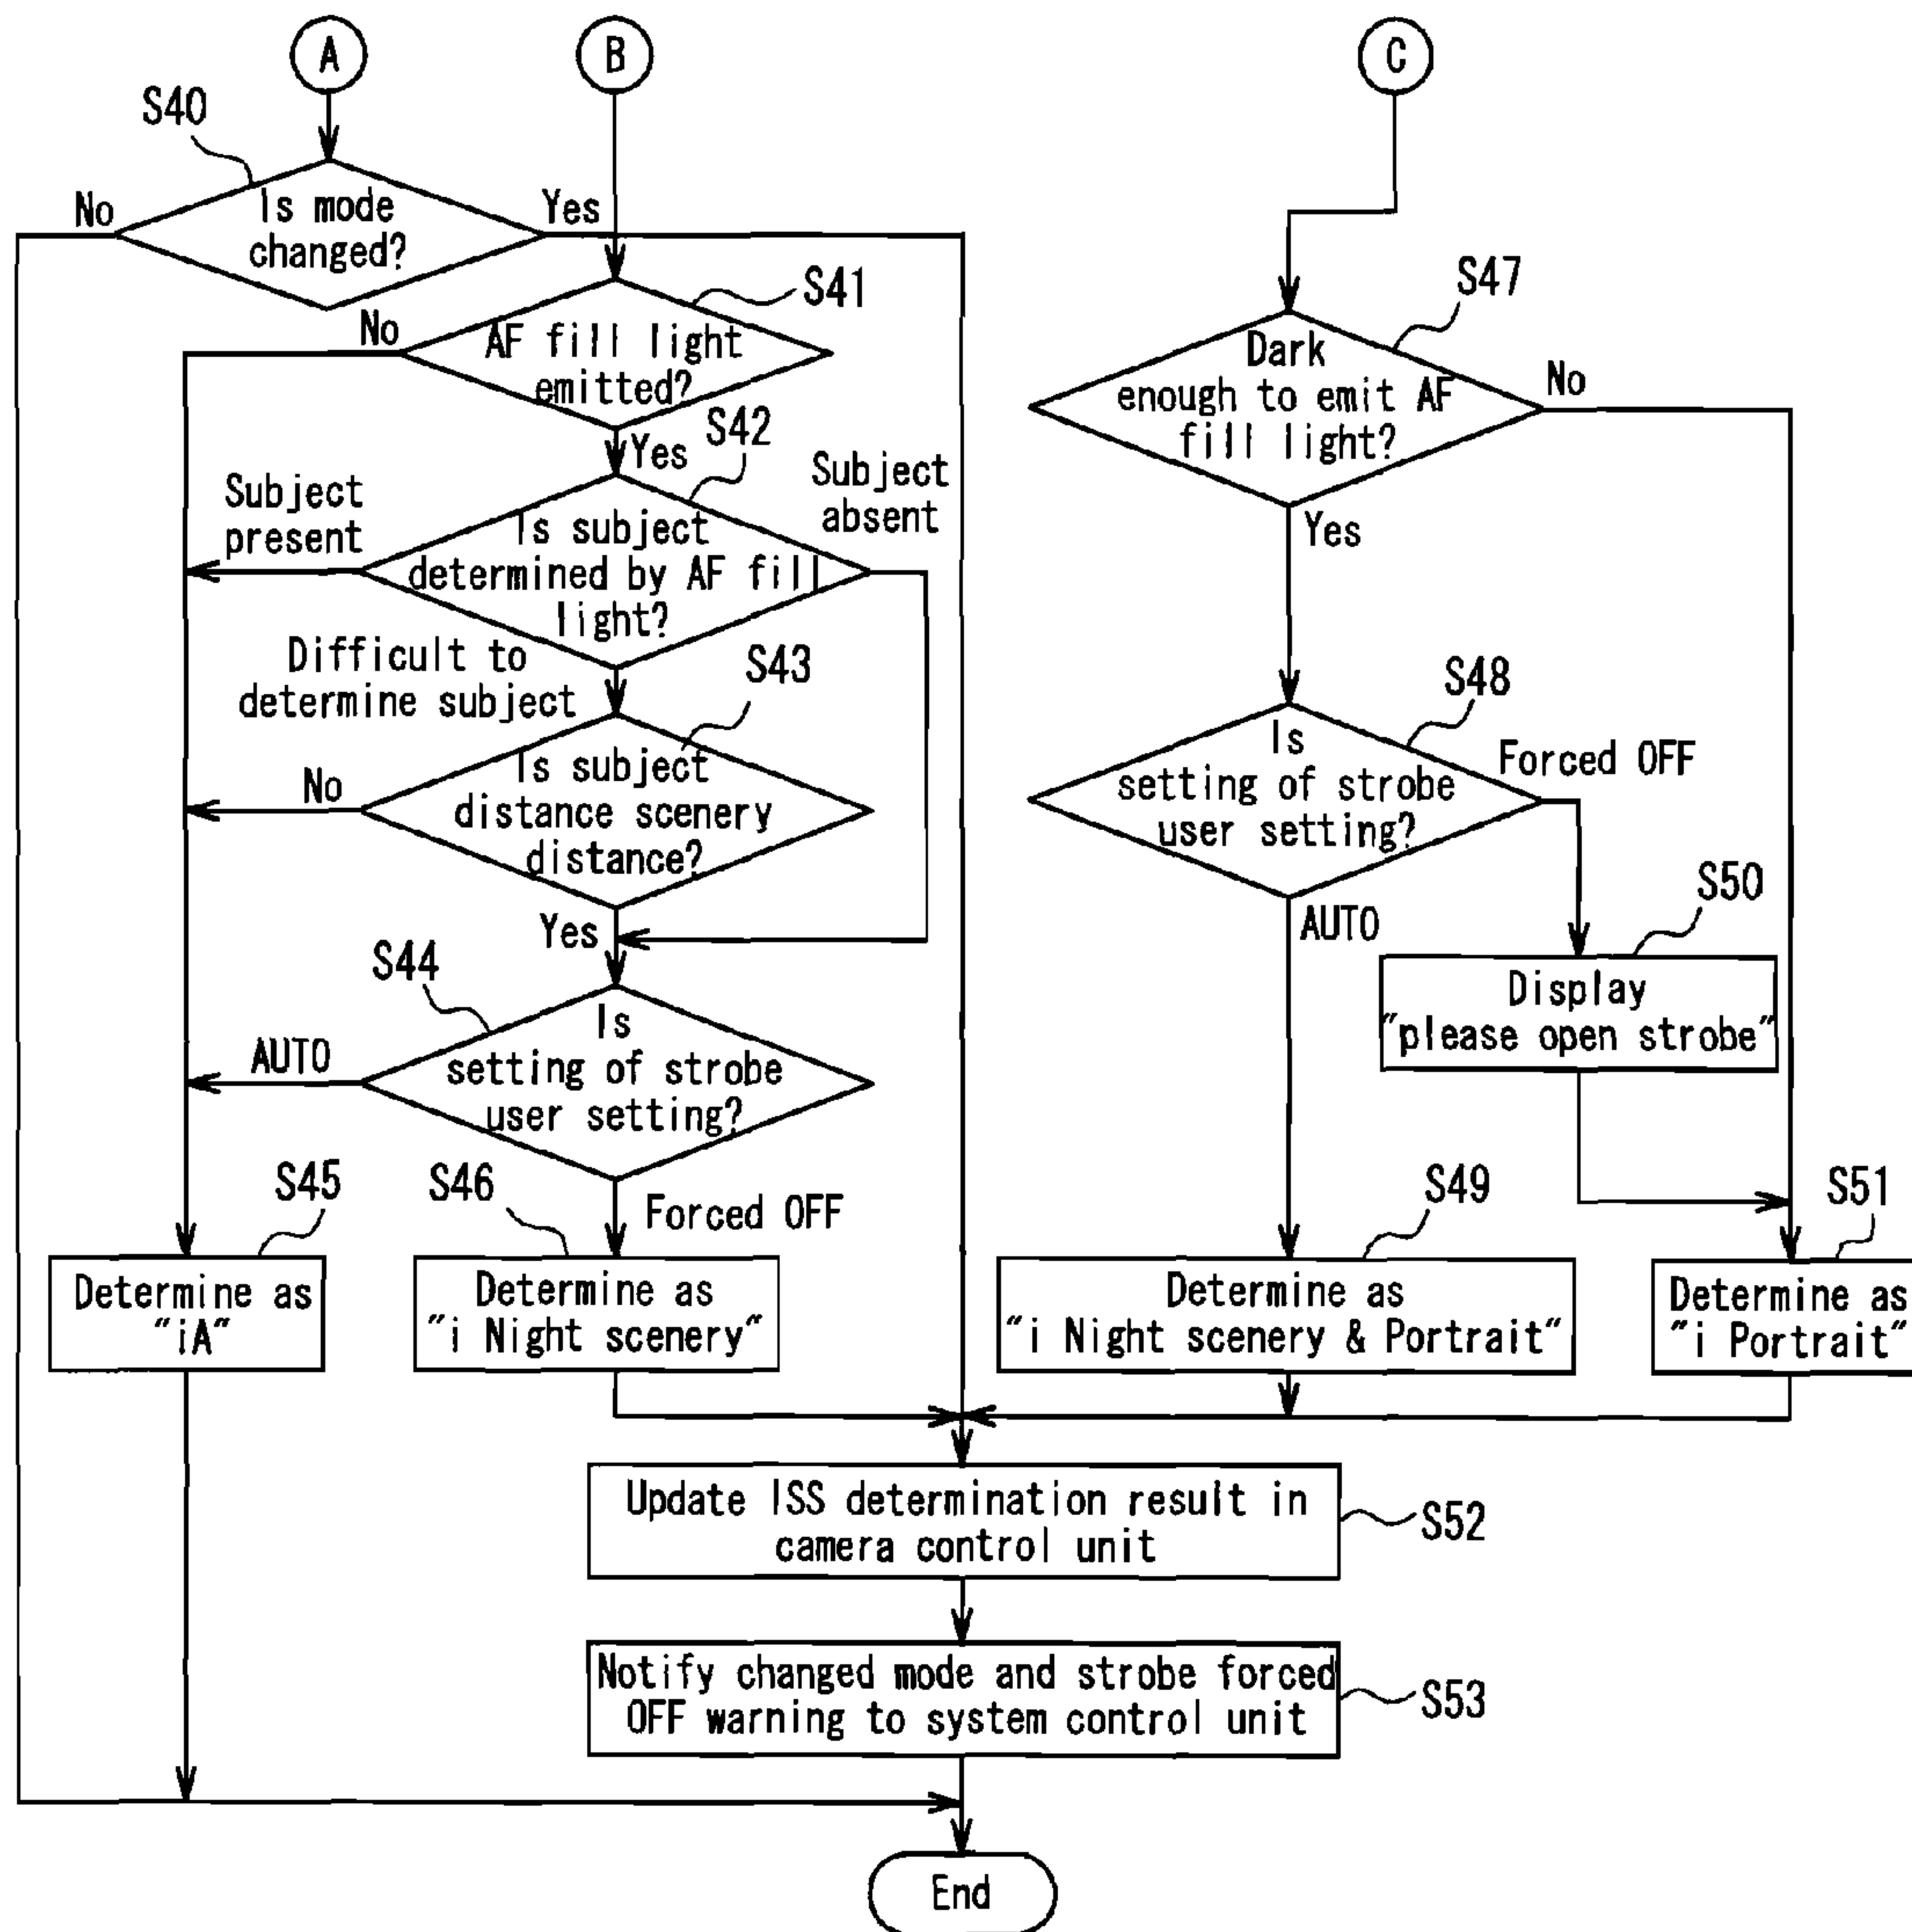 A
B
C
S40
Is mode
changed?
No
Yes
S41
AF fill light
emitted?
No
Yes
S42
Is subject
determined by AF fill
light?
Subject
present
Subject
absent
Difficult to
determine subject
S43
Is subject
distance scenery
distance?
No
Yes
S44
Is
setting of strobe
user setting?
AUTO
Forced OFF
S45
Determine as
"iA"
S46
Determine as
"i Night scenery"
S47
Dark
enough to emit AF
fill light?
No
Yes
S48
Is
setting of strobe
user setting?
Forced OFF
AUTO
S50
Display
"please open strobe"
S49
Determine as
"i Night scenery & Portrait"
S51
Determine as
"i Portrait"
Update ISS determination result in
camera control unit
S52
Notify changed mode and strobe forced
OFF warning to system control unit
S53
End